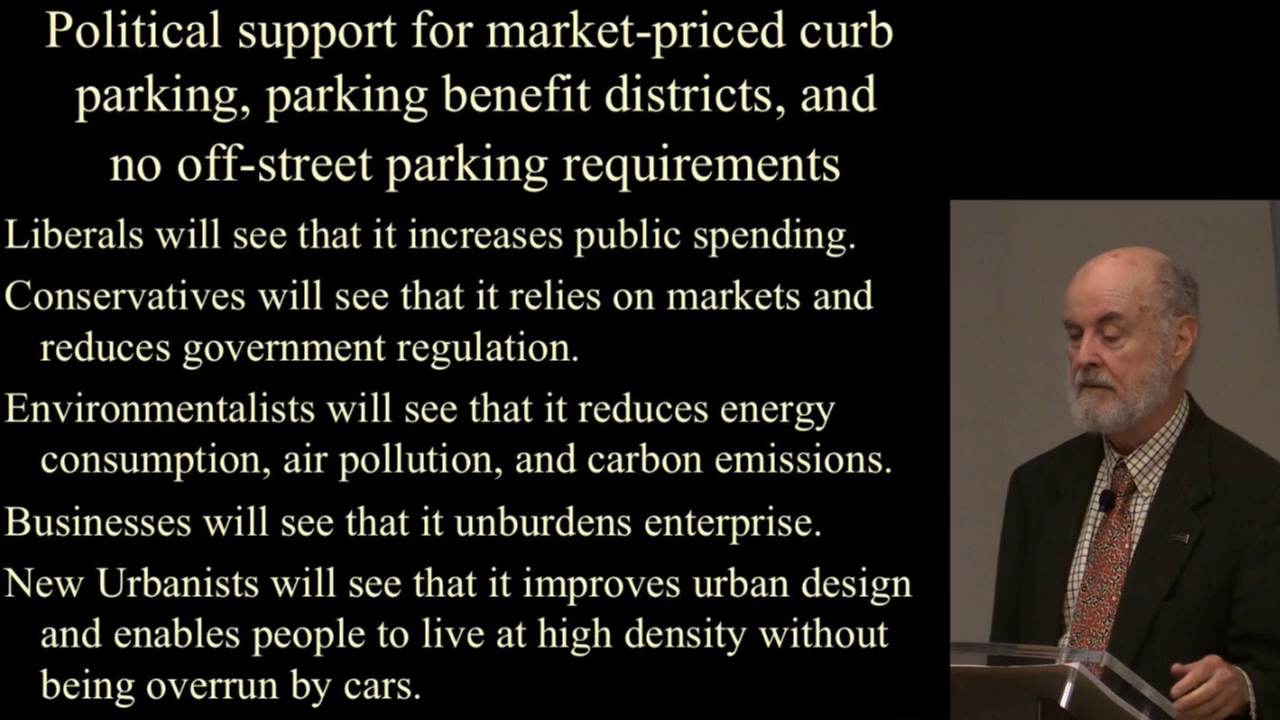 Political support for market-priced curb
parking, parking benefit districts, and
no off-street parking requirements
Liberals will see that it increases public spending.
Conservatives will see that it relies on markets and
reduces government regulation.
Environmentalists will see that it reduces energy
consumption, air pollution, and carbon emissions.
Businesses will see that it unburdens enterprise.
New Urbanists will see that it improves urban design
and enables people to live at high density without
being overrun by cars.